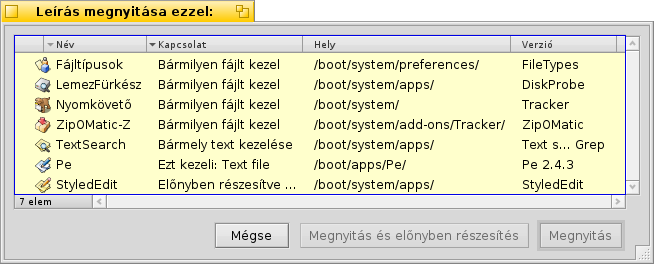 Leírás megnyitása ezzel:
Név Kapcsolat Hely Verzió
Fájltípusok Bármilyen fájlt kezel /boot/system/preferences/ FileTypes
LemezFürkész Bármilyen fájlt kezel /boot/system/apps/ DiskProbe
Nyomkövető Bármilyen fájlt kezel /boot/system/ Tracker
ZipOMatic-Z Bármilyen fájlt kezel /boot/system/add-ons/Tracker/ ZipOMatic
TextSearch Bármely text kezelése /boot/system/apps/ Text s... Grep
Pe Ezt kezeli: Text file /boot/apps/Pe/ Pe 2.4.3
StyledEdit Előnyben részesítve ... /boot/system/apps/ StyledEdit
7 elem
Mégse Megnyitás és előnyben részesítés Megnyitás